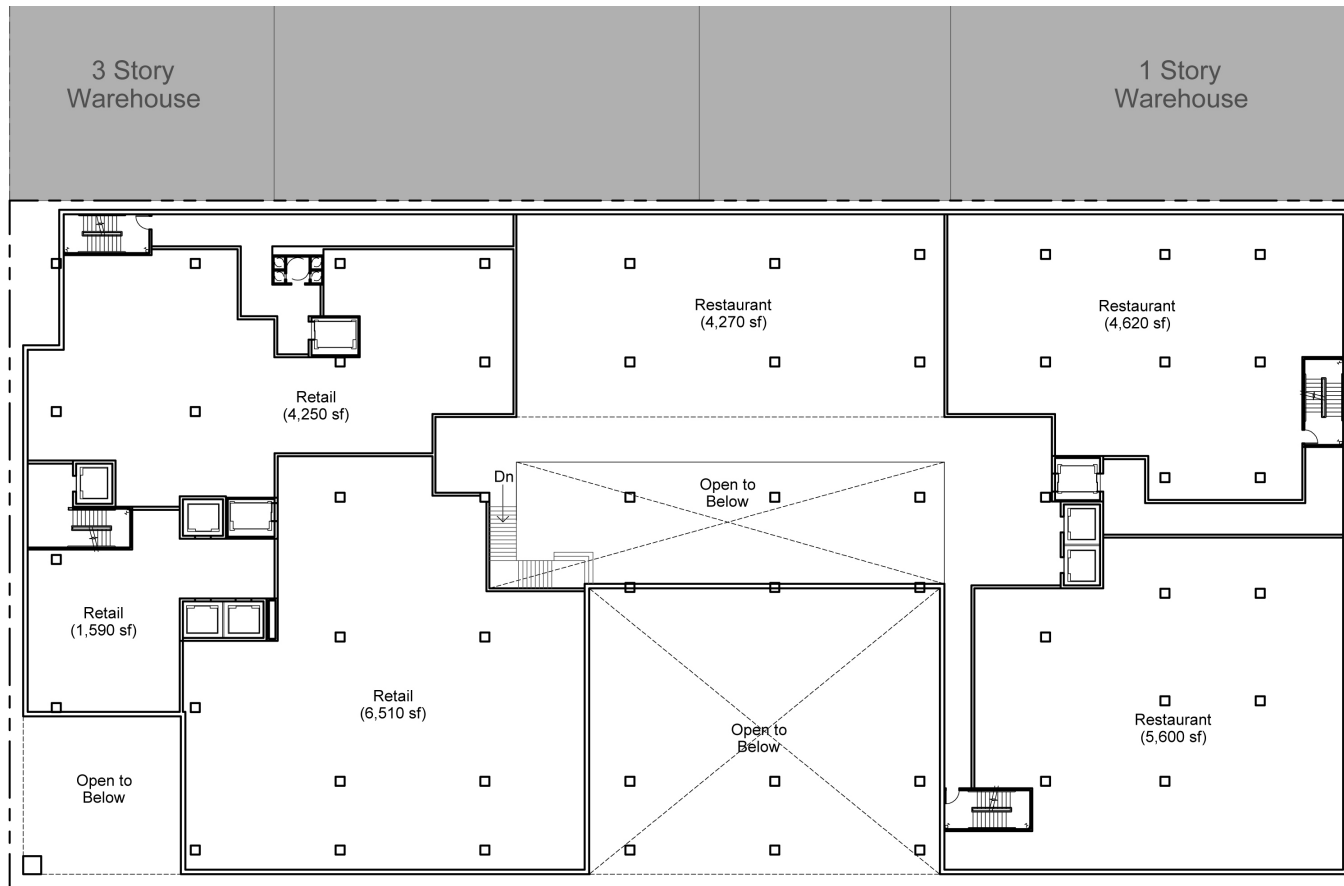 3 Story
Warehouse
1 Story
Warehouse
Restaurant
(4,270 sf)
Restaurant
(4,620 sf)
Retail
(4,250 sf)
Dn
Open to
Below
Retail
(1,590 sf)
Retail
(6,510 sf)
Open to
Below
Restaurant
(5,600 sf)
Open to
Below